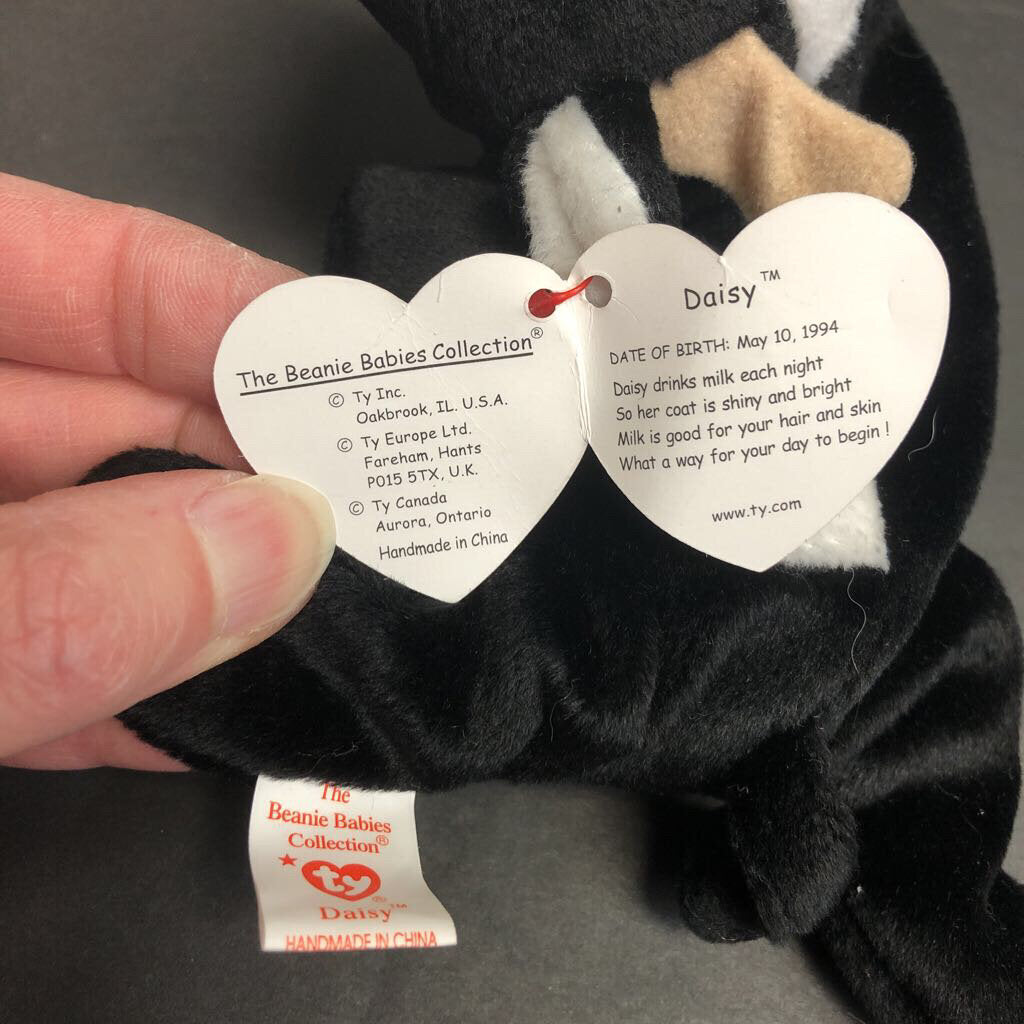 The Beanie Babies Collection®
© Ty Inc.
Oakbrook, IL. U.S.A.
© Ty Europe Ltd.
Fareham, Hants
P015 5TX, U.K.
© Ty Canada
Aurora, Ontario
Handmade in China
Daisy™
DATE OF BIRTH: May 10, 1994
Daisy drinks milk each night
So her coat is shiny and bright
Milk is good for your hair and skin
What a way for your day to begin !
www.ty.com
The
Beanie Babies
Collection®
ty®
Daisy™
HANDMADE IN CHINA